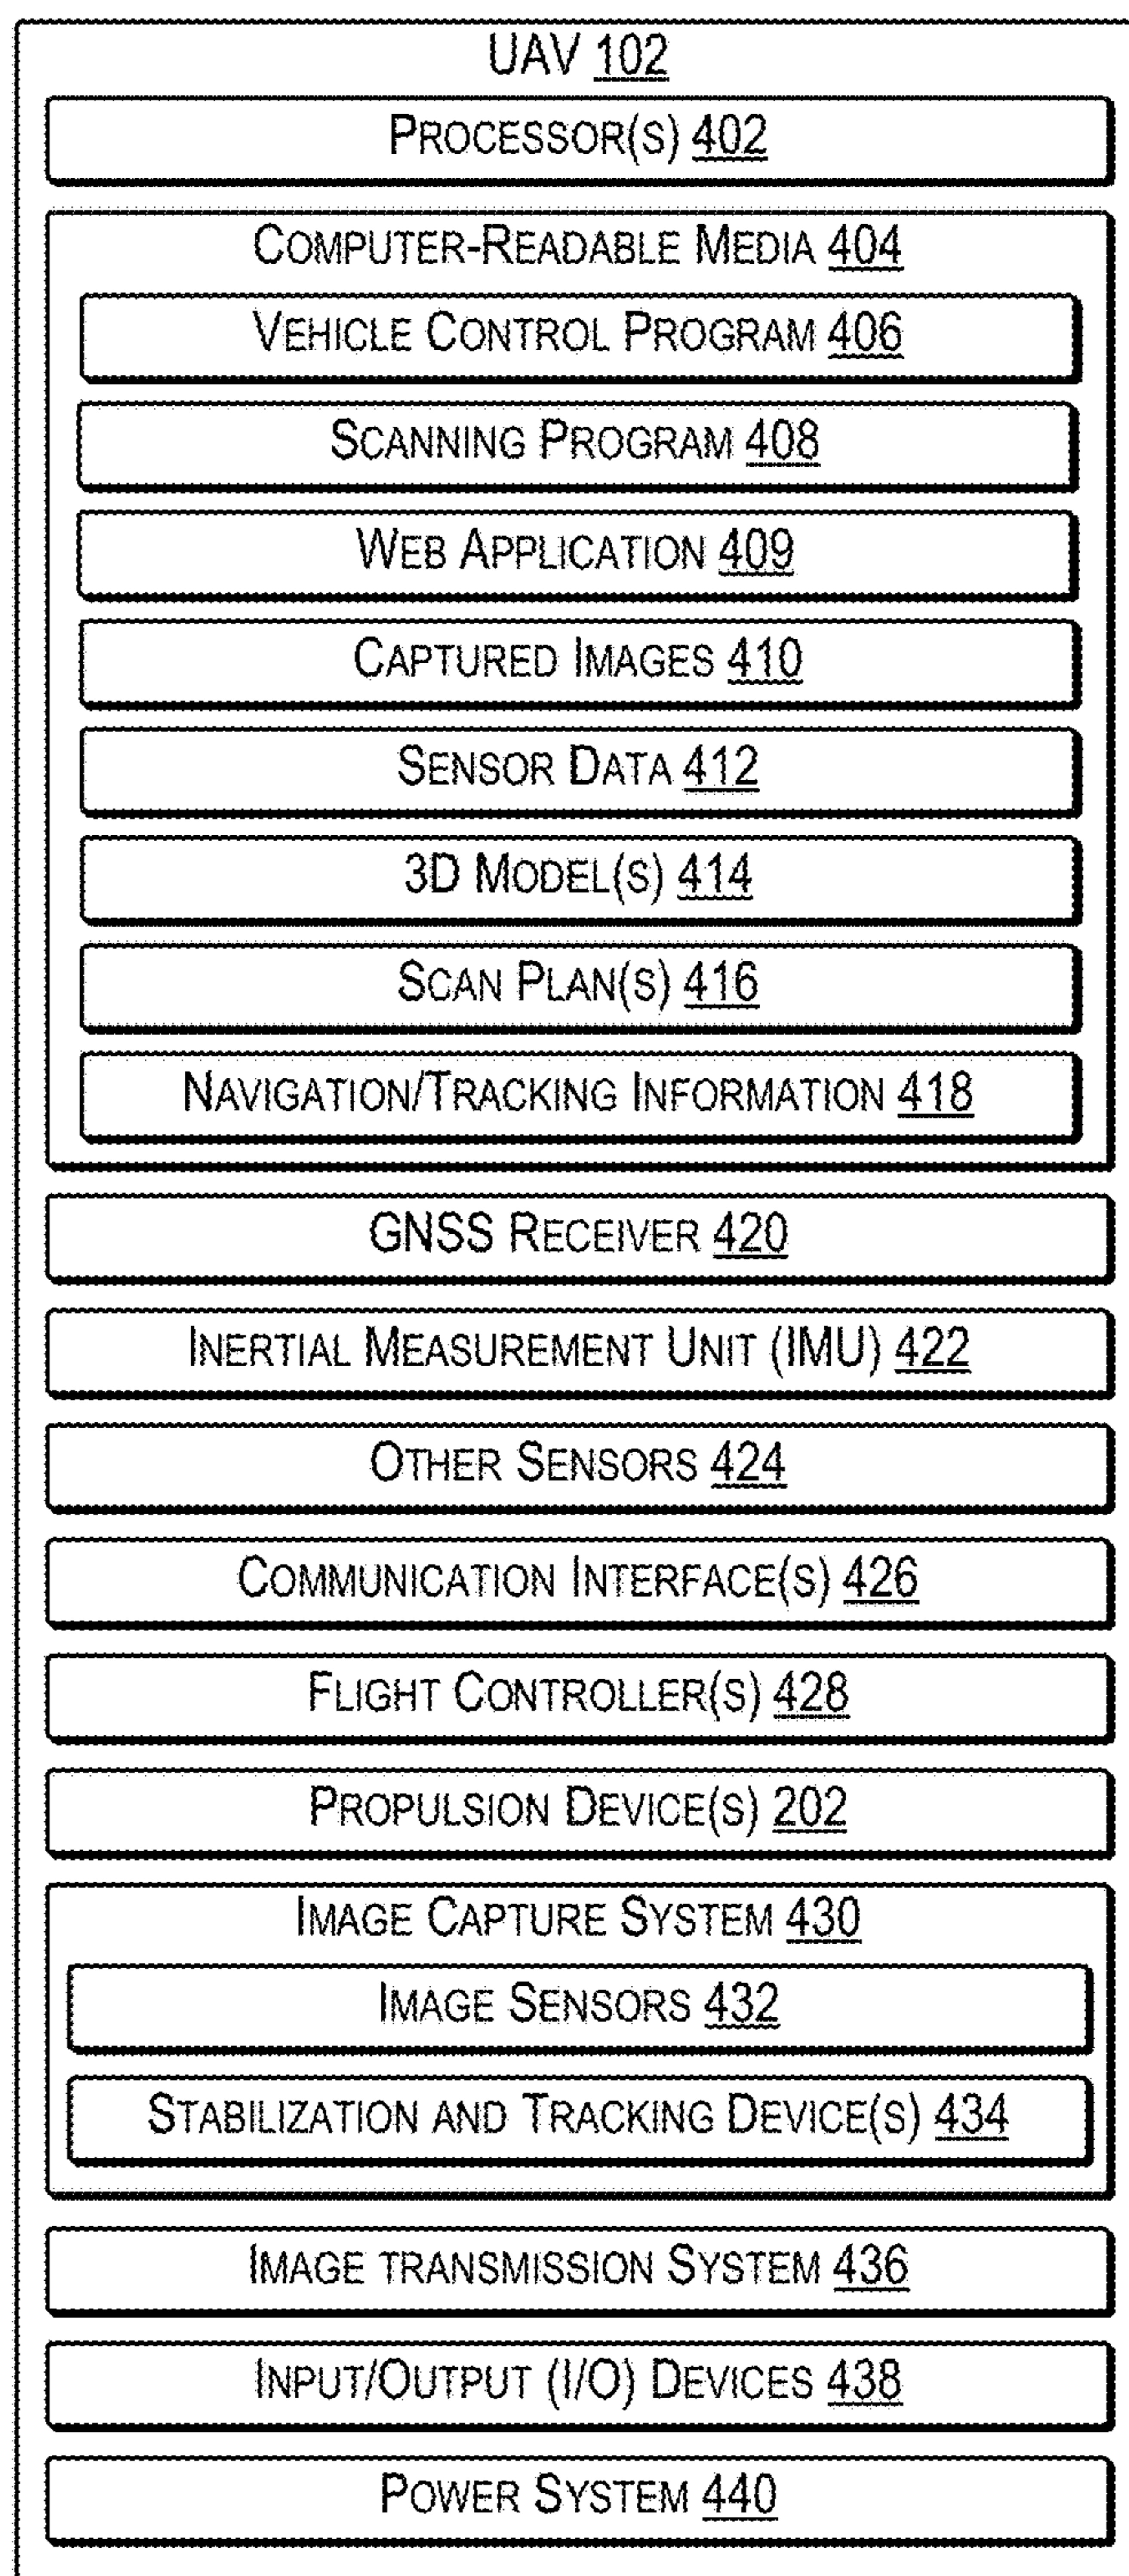 UAV 102
PROCESSOR(S) 402
COMPUTER-READABLE MEDIA 404
VEHICLE CONTROL PROGRAM 406
SCANNING PROGRAM 408
WEB APPLICATION 409
CAPTURED IMAGES 410
SENSOR DATA 412
3D MODEL(S) 414
SCAN PLAN(S) 416
NAVIGATION/TRACKING INFORMATION 418
GNSS RECEIVER 420
INERTIAL MEASUREMENT UNIT (IMU) 422
OTHER SENSORS 424
COMMUNICATION INTERFACE(S) 426
FLIGHT CONTROLLER(S) 428
PROPULSION DEVICE(S) 202
IMAGE CAPTURE SYSTEM 430
IMAGE SENSORS 432
STABILIZATION AND TRACKING DEVICE(S) 434
IMAGE TRANSMISSION SYSTEM 436
INPUT/OUTPUT (I/O) DEVICES 438
POWER SYSTEM 440